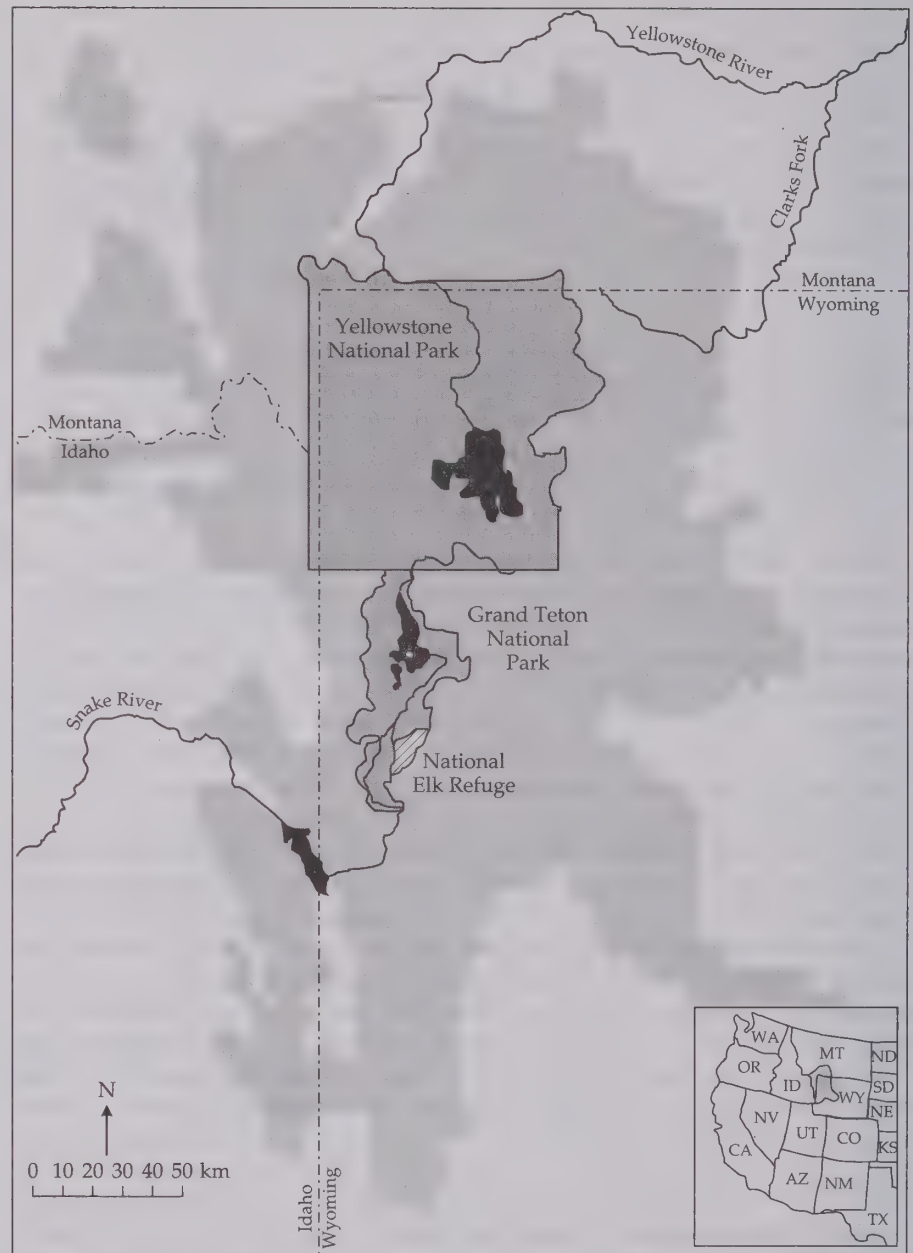 Yellowstone River
Clarks Fork
Montana
Wyoming
Yellowstone
National Park
Montana
Idaho
Grand Teton
National
Park
Snake River
National
Elk Refuge
N
0 10 20 30 40 50 km
Idaho
Wyoming
WA
MT
ND
OR
ID
SD
WY
NE
NV
UT
CO
KS
CA
AZ
NM
TX